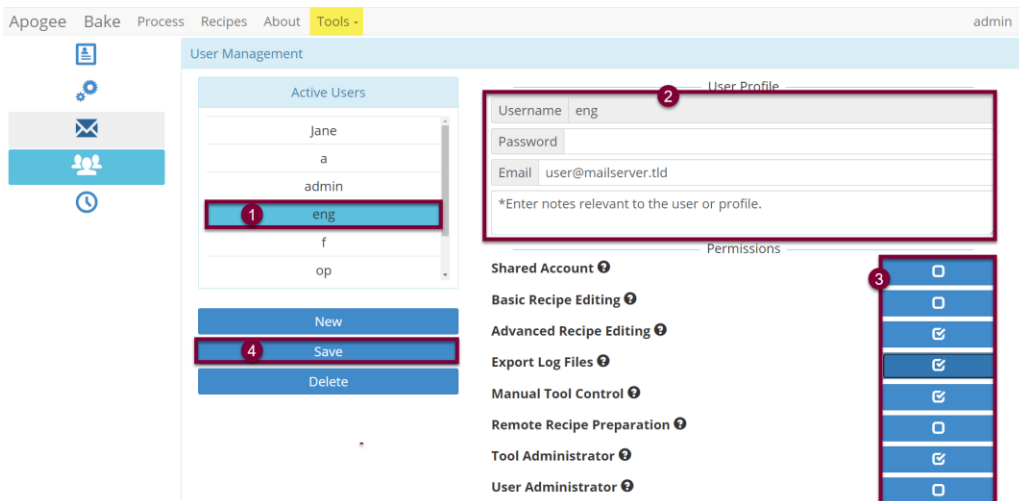 Apogee Bake Process Recipes About Tools admin
User Management
Active Users
Jane
a
admin
1 eng
f
op
New
4 Save
Delete
User Profile
2
Username eng
Password
Email user@mailserver.tld
*Enter notes relevant to the user or profile.
Permissions
3
Shared Account ?
Basic Recipe Editing ?
Advanced Recipe Editing ?
Export Log Files ?
Manual Tool Control ?
Remote Recipe Preparation ?
Tool Administrator ?
User Administrator ?